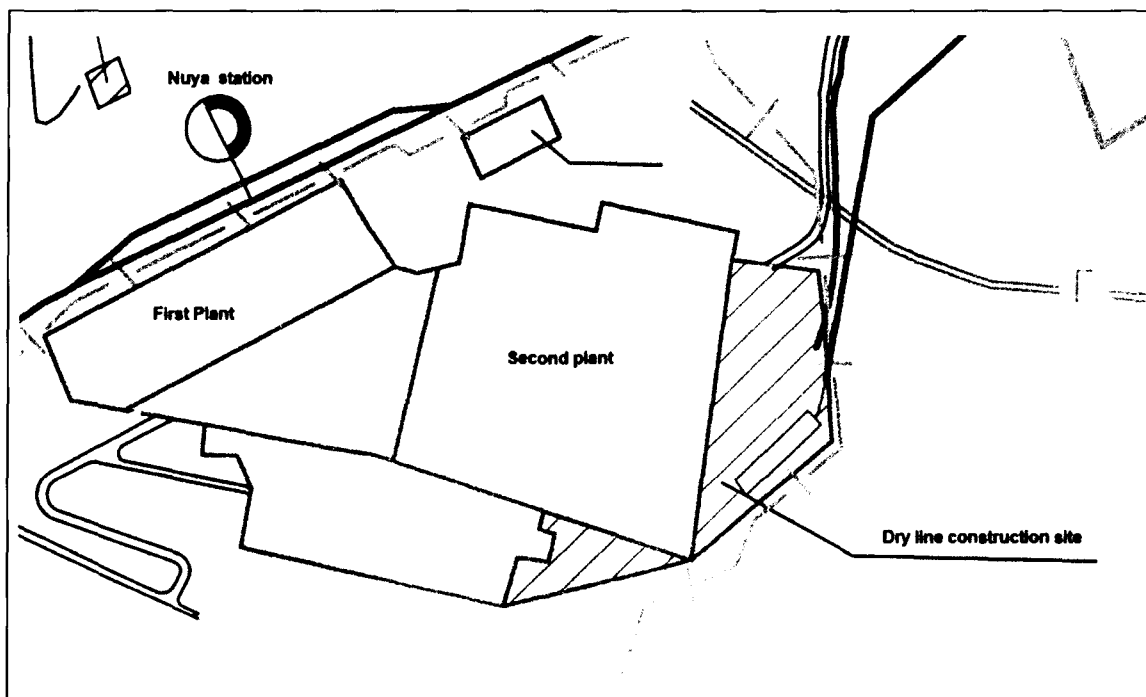 Nuya station
First Plant
Second plant
Dry line construction site